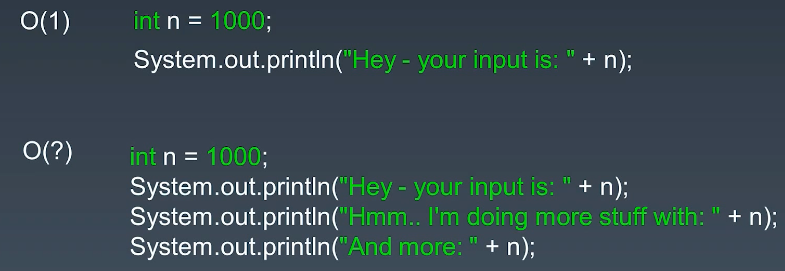 O(1) int n = 1000;
System.out.println("Hey - your input is: " + n);
O(?) int n = 1000;
System.out.println("Hey - your input is: " + n);
System.out.println("Hmm.. I'm doing more stuff with: " + n);
System.out.println("And more: " + n);